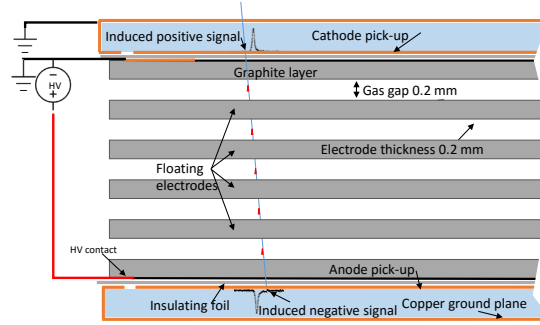 Induced positive signal
Cathode pick-up
Graphite layer
−
HV
+
Gas gap 0.2 mm
Electrode thickness 0.2 mm
Floating
electrodes
HV contact
Anode pick-up
Insulating foil
Induced negative signal
Copper ground plane